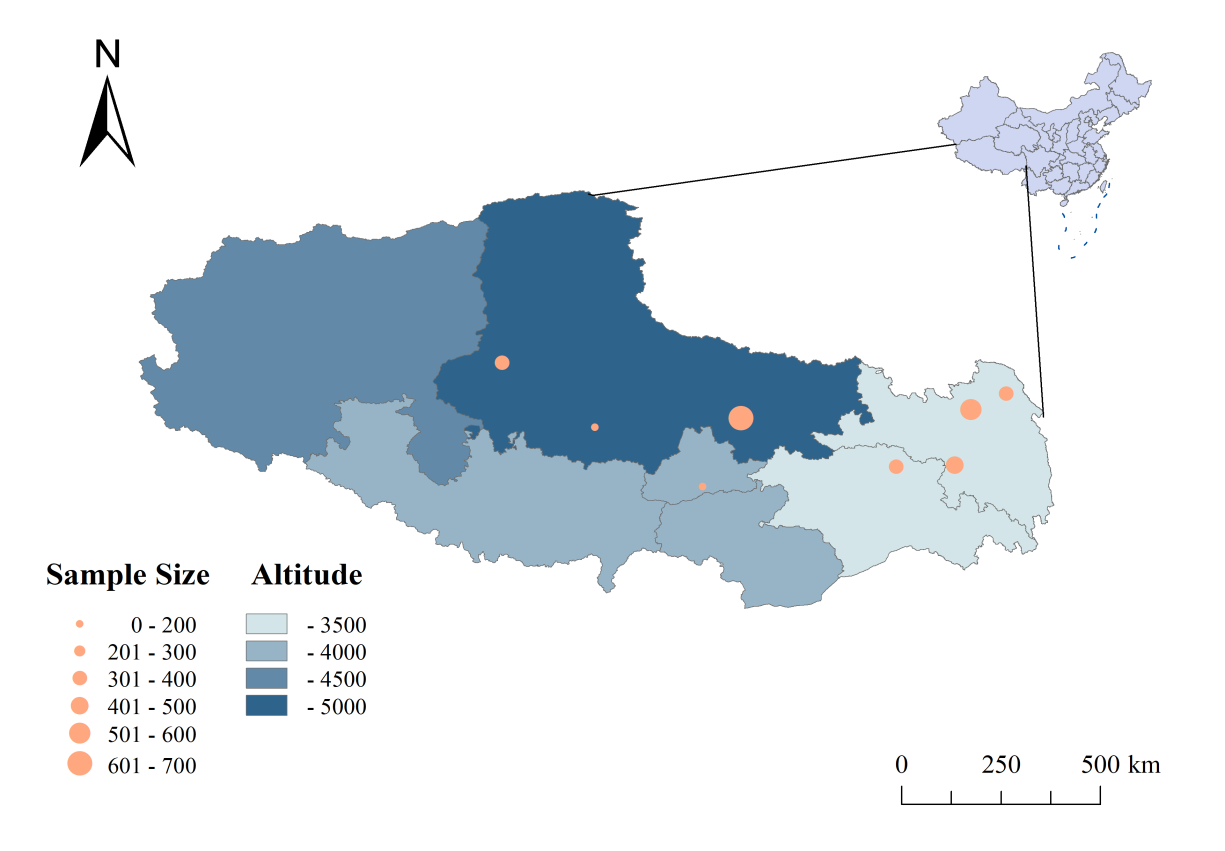 N
Sample Size Altitude
0 - 200 - 3500
201 - 300 - 4000
301 - 400 - 4500
401 - 500 - 5000
501 - 600
601 - 700
0 250 500 km